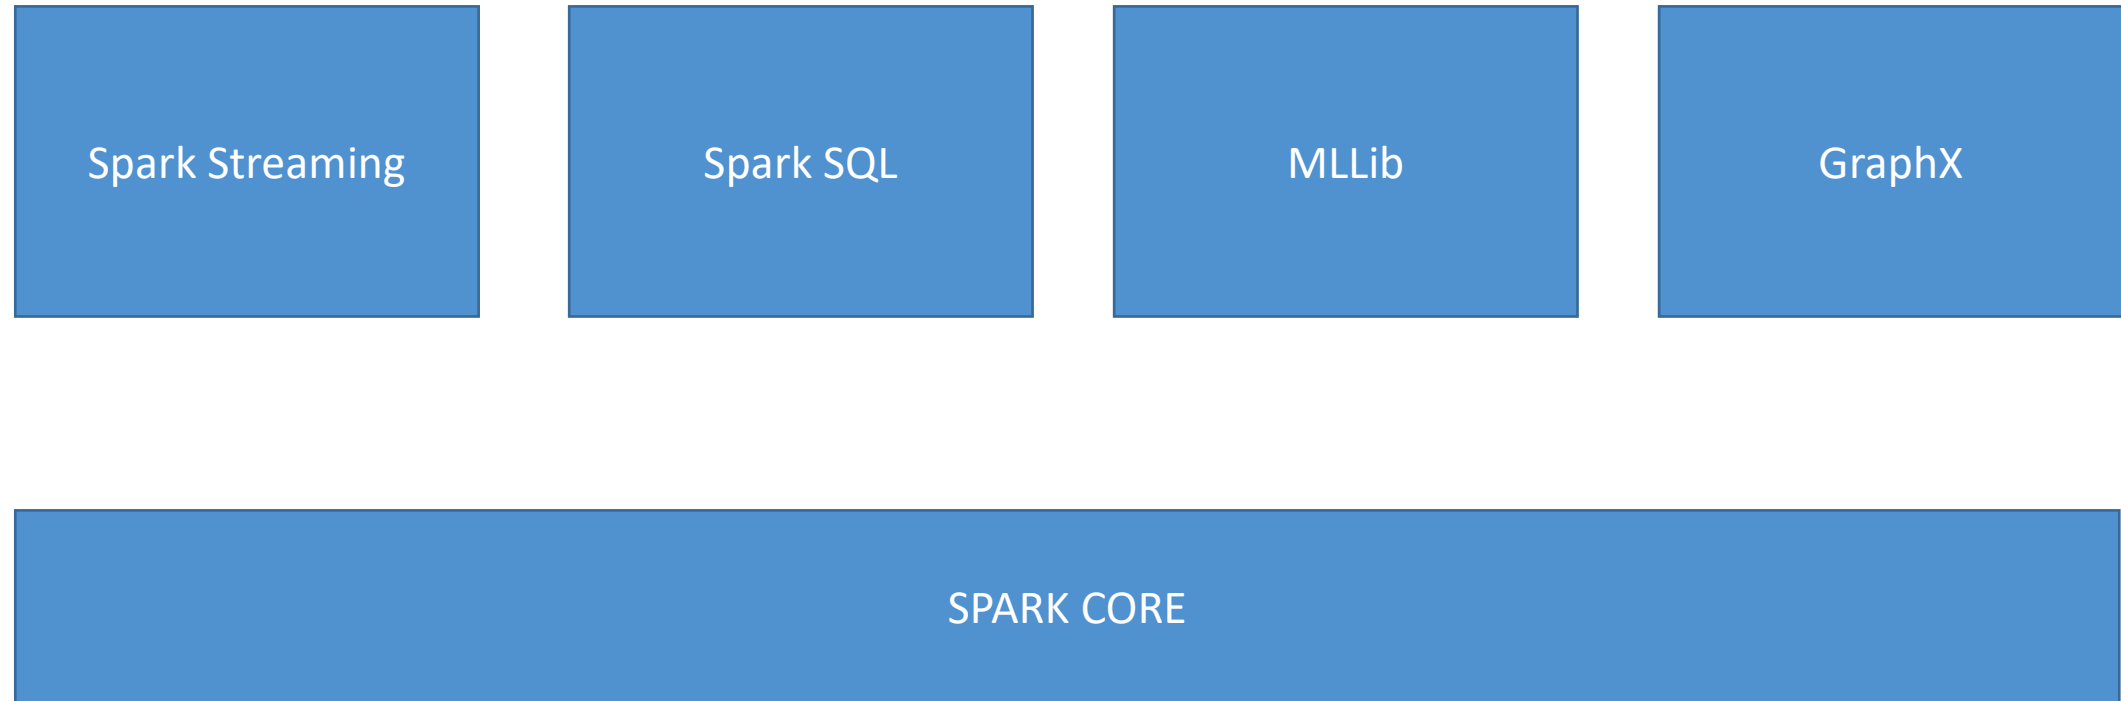 Spark Streaming
Spark SQL
MLLib
GraphX
SPARK CORE